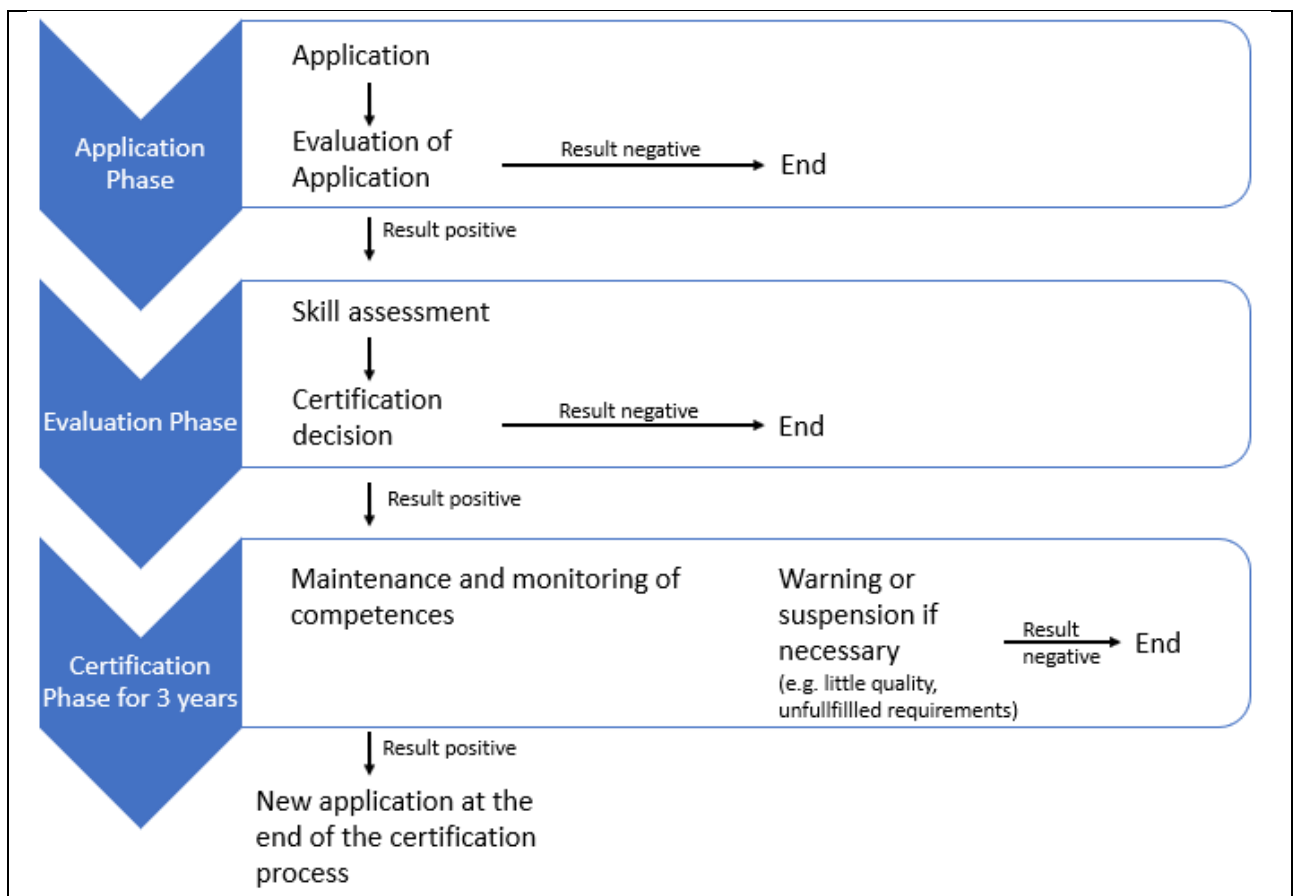 Application
Phase
Application
Evaluation of
Application
Result negative
End
Result positive
Evaluation Phase
Skill assessment
Certification
decision
Result negative
End
Result positive
Certification
Phase for 3 years
Maintenance and monitoring of
competences
Warning or
suspension if
necessary
(e.g. little quality,
unfullfillled requirements)
Result
negative
End
Result positive
New application at the
end of the certification
process